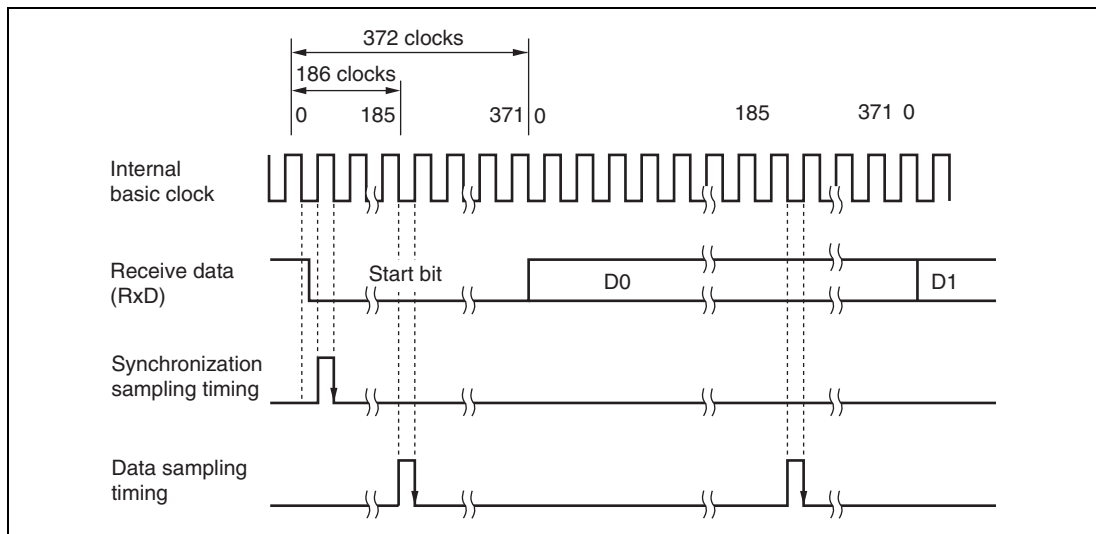 372 clocks
186 clocks
0 185 371 0 185 371 0
Internal
basic clock
Receive data
(RxD)
Start bit D0 D1
Synchronization
sampling timing
Data sampling
timing